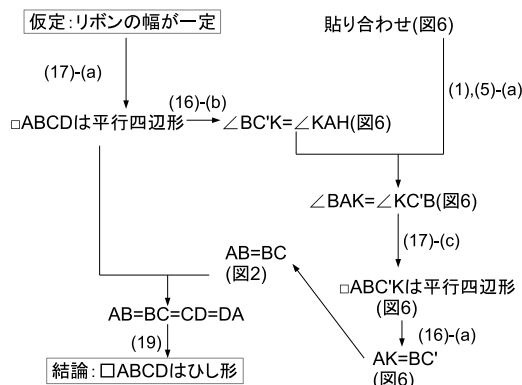 仮定:リボンの幅が一定
貼り合わせ(図6)
(17)-(a)
(16)-(b)
(1),(5)-(a)
□ABCDは平行四辺形
∠BC'K=∠KAH(図6)
∠BAK=∠KC'B(図6)
(17)-(c)
AB=BC
(図2)
□ABC'Kは平行四辺形
(図6)
AB=BC=CD=DA
(16)-(a)
(19)
AK=BC'
(図6)
結論:□ABCDはひし形